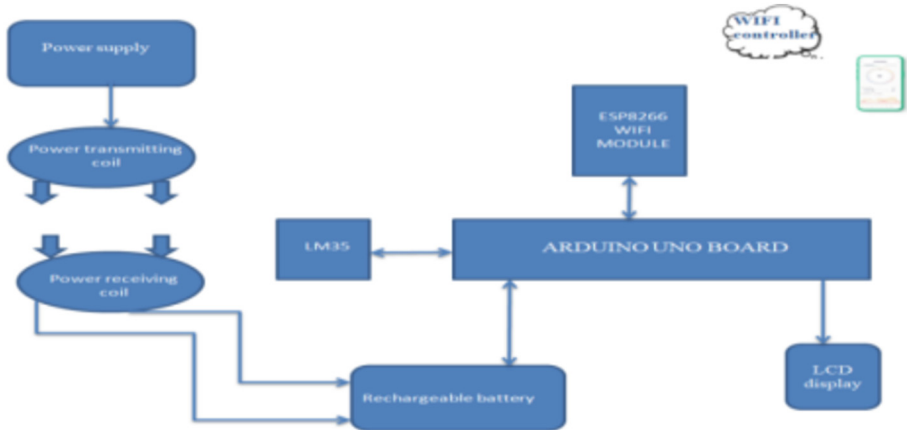 Power supply
WIFI
controller
ESP8266
WIFI
MODULE
Power transmitting
coil
LM35
ARDUINO UNO BOARD
Power receiving
coil
LCD
display
Rechargeable battery